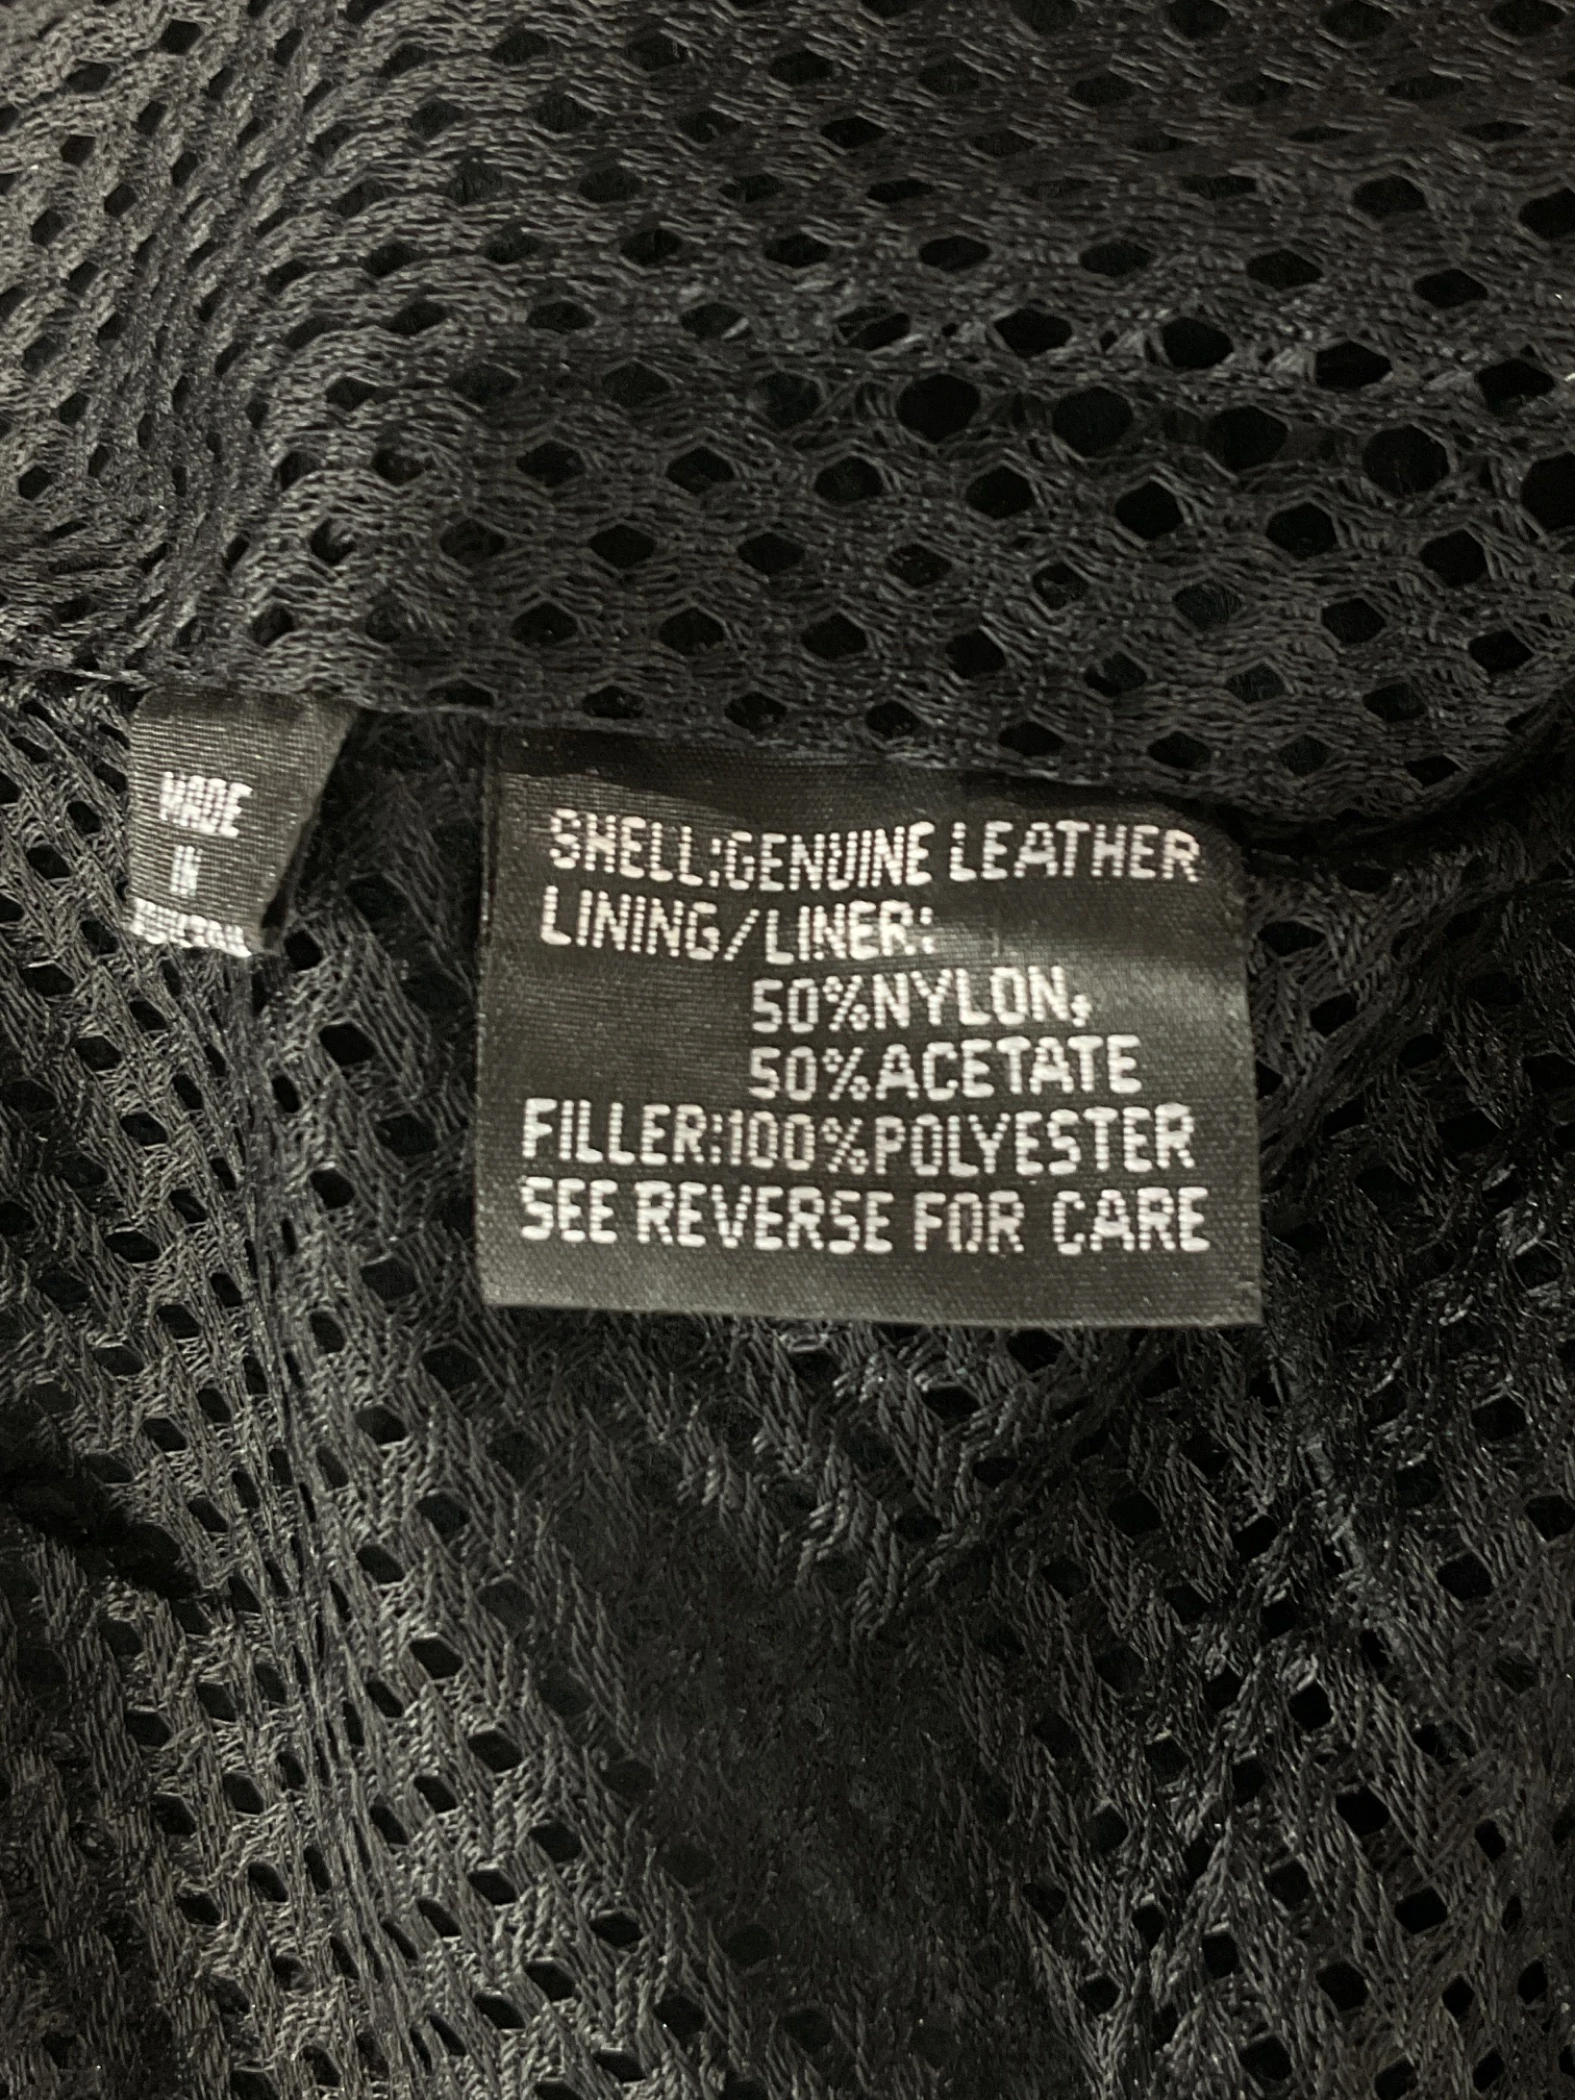 MADE
IN
SHELL:GENUINE LEATHER
LINING/LINER:
50%NYLON,
50%ACETATE
FILLER:100%POLYESTER
SEE REVERSE FOR CARE